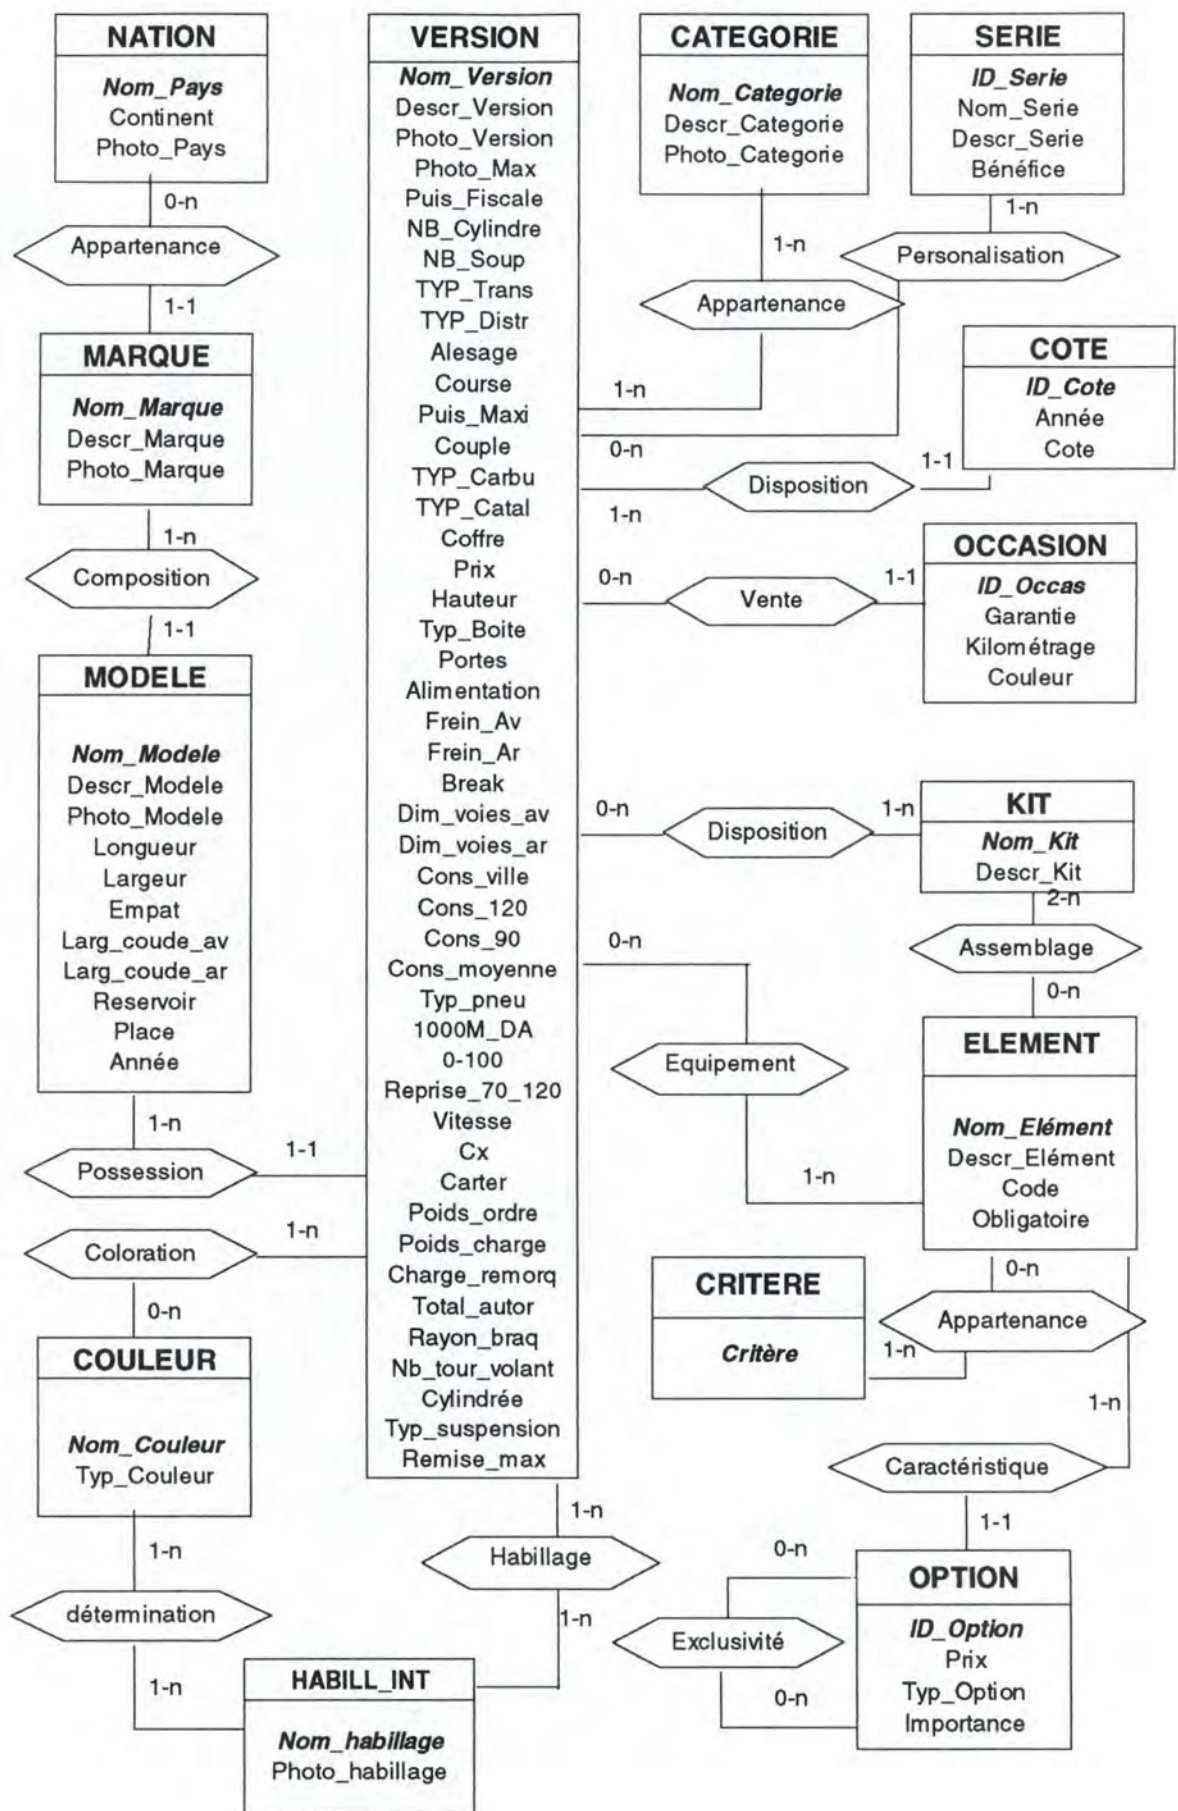 NATION
Nom_Pays
Continent
Photo_Pays
0-n
Appartenance
1-1
MARQUE
Nom_Marque
Descr_Marque
Photo_Marque
1-n
Composition
1-1
MODELE
Nom_Modele
Descr_Modele
Photo_Modele
Longueur
Largeur
Empat
Larg_coude_av
Larg_coude_ar
Reservoir
Place
Année
1-n
Possession
1-1
Coloration
1-n
0-n
COULEUR
Nom_Couleur
Typ_Couleur
1-n
détermination
1-n
VERSION
Nom_Version
Descr_Version
Photo_Version
Photo_Max
Puis_Fiscale
NB_Cylindre
NB_Soup
TYP_Trans
TYP_Distr
Alesage
Course
Puis_Maxi
Couple
TYP_Carbu
TYP_Catal
Coffre
Prix
Hauteur
Typ_Boite
Portes
Alimentation
Frein_Av
Frein_Ar
Break
Dim_voies_av
Dim_voies_ar
Cons_ville
Cons_120
Cons_90
Cons_moyenne
Typ_pneu
1000M_DA
0-100
Reprise_70_120
Vitesse
Cx
Carter
Poids_ordre
Poids_charge
Charge_remorq
Total_autor
Rayon_braq
Nb_tour_volant
Cylindrée
Typ_suspension
Remise_max
1-n
Habillage
1-n
HABILL_INT
Nom_habillage
Photo_habillage
CATEGORIE
Nom_Categorie
Descr_Categorie
Photo_Categorie
1-n
Appartenance
1-n
SERIE
ID_Serie
Nom_Serie
Descr_Serie
Bénéfice
1-n
Personalisation
0-n
COTE
ID_Cote
Année
Cote
1-1
Disposition
1-n
OCCASION
ID_Occas
Garantie
Kilométrage
Couleur
0-n
Vente
1-1
KIT
Nom_Kit
Descr_Kit
0-n
Disposition
1-n
2-n
Assemblage
0-n
ELEMENT
Nom_Elément
Descr_Elément
Code
Obligatoire
0-n
Equipement
1-n
0-n
Appartenance
1-n
CRITERE
Critère
1-n
Caractéristique
1-1
OPTION
ID_Option
Prix
Typ_Option
Importance
0-n
Exclusivité
0-n